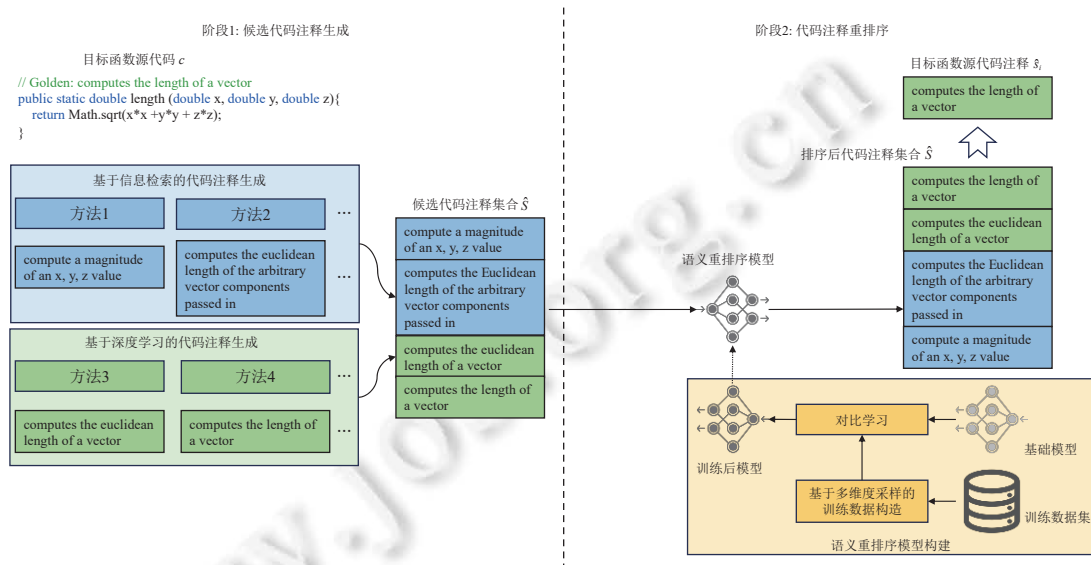 阶段1: 候选代码注释生成
目标函数源代码 c
// Golden: computes the length of a vector
public static double length (double x, double y, double z){
return Math.sqrt(x*x +y*y + z*z);
}
基于信息检索的代码注释生成
方法1
方法2
...
compute a magnitude
of an x, y, z value
computes the euclidean
length of the arbitrary
vector components
passed in
...
基于深度学习的代码注释生成
方法3
方法4
...
computes the euclidean
length of a vector
computes the length of
a vector
...
候选代码注释集合 Ŝ
compute a magnitude
of an x, y, z value
computes the Euclidean
length of the arbitrary
vector components
passed in
computes the euclidean
length of a vector
computes the length of
a vector
阶段2: 代码注释重排序
目标函数源代码注释 ŝᵢ
computes the length of
a vector
排序后代码注释集合 Ŝ
computes the length of
a vector
computes the euclidean
length of a vector
computes the Euclidean
length of the arbitrary
vector components
passed in
compute a magnitude
of an x, y, z value
语义重排序模型
训练后模型
对比学习
基础模型
基于多维度采样的
训练数据构造
训练数据集
语义重排序模型构建
www.jos.org.cn